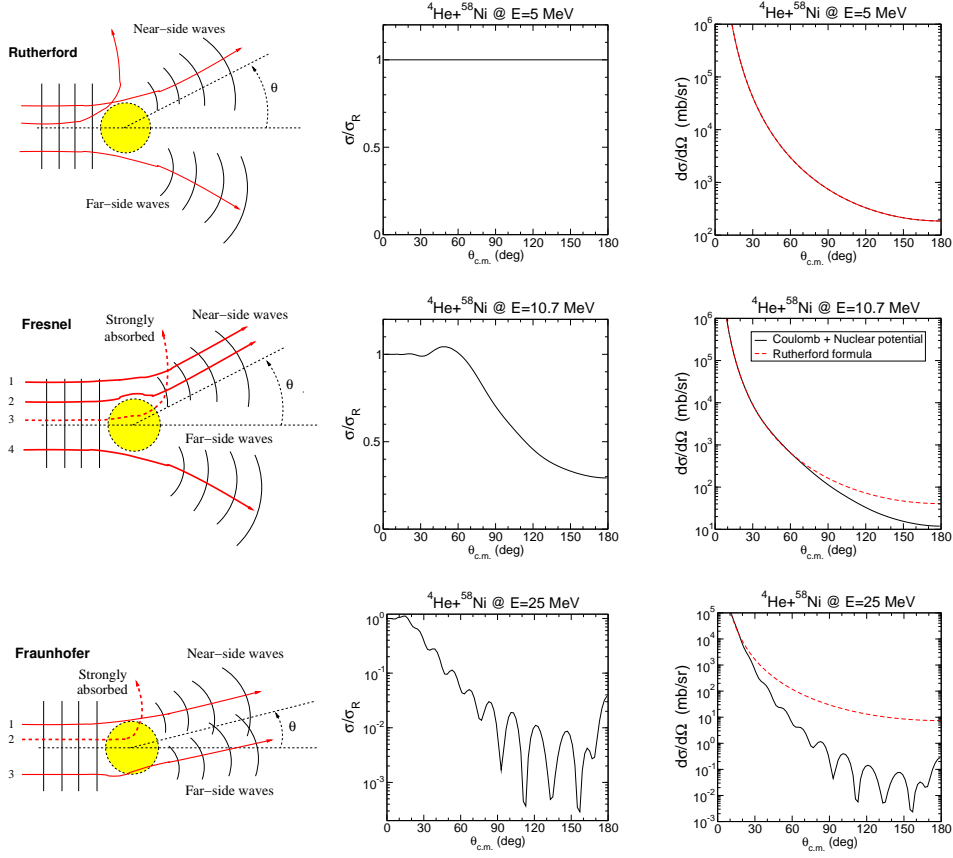 Rutherford
Near−side waves
θ
Far−side waves
⁴He+⁵⁸Ni @ E=5 MeV
σ/σ_R
1
0.5
0
0 30 60 90 120 150 180
θ_c.m. (deg)
⁴He+⁵⁸Ni @ E=5 MeV
dσ/dΩ (mb/sr)
10⁶
10⁵
10⁴
10³
10²
0 30 60 90 120 150 180
θ_c.m. (deg)
Fresnel
Strongly
absorbed
Near−side waves
θ
1
2
3
4
Far−side waves
⁴He+⁵⁸Ni @ E=10.7 MeV
σ/σ_R
1
0.5
0
0 30 60 90 120 150 180
θ_c.m. (deg)
⁴He+⁵⁸Ni @ E=10.7 MeV
Coulomb + Nuclear potential
Rutherford formula
dσ/dΩ (mb/sr)
10⁶
10⁵
10⁴
10³
10²
10¹
0 30 60 90 120 150 180
θ_c.m. (deg)
Fraunhofer
Strongly
absorbed
Near−side waves
θ
1
2
3
Far−side waves
⁴He+⁵⁸Ni @ E=25 MeV
σ/σ_R
10⁰
10⁻¹
10⁻²
10⁻³
0 30 60 90 120 150 180
θ_c.m. (deg)
⁴He+⁵⁸Ni @ E=25 MeV
dσ/dΩ (mb/sr)
10⁵
10⁴
10³
10²
10¹
10⁰
10⁻¹
10⁻²
10⁻³
0 30 60 90 120 150 180
θ_c.m. (deg)